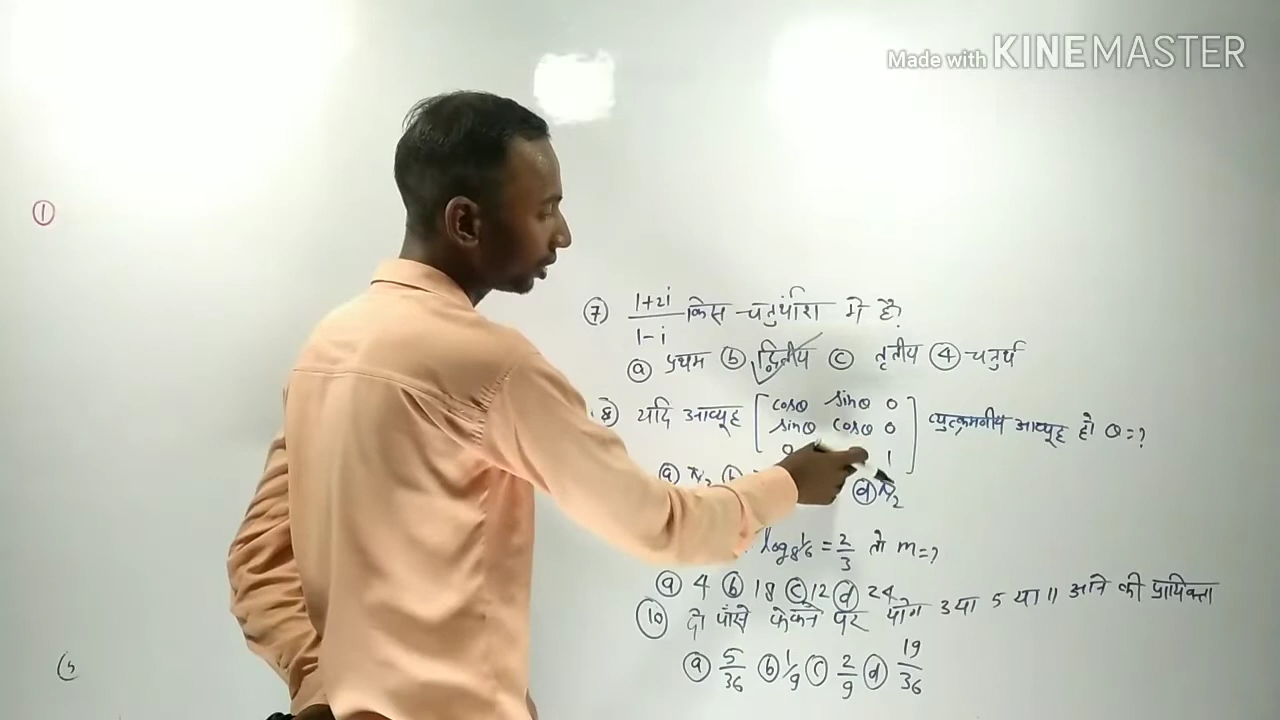 Made with KINEMASTER
①
⑦ 1+2i/1-i किस चतुर्थांश मे है?
ⓐ प्रथम ⓑ द्वितीय ⓒ तृतीय ④ चतुर्थ
8) यदि आव्यूह [cosθ sinθ 0
sinθ cosθ 0
0 1] व्युत्क्रमणीय आव्यूह हो θ=?
ⓐ π/2 ⓑ ⓓ π/2
log = 2/3 तो m=?
ⓐ 4 ⓑ 18 ⓒ 12 ⓓ 24
⑩ दो पांसे फेकने पर योग 3 या 5 या 11 आने की प्रायिकता
ⓐ 5/36 ⓑ 1/9 ⓒ 2/9 ⓓ 19/36